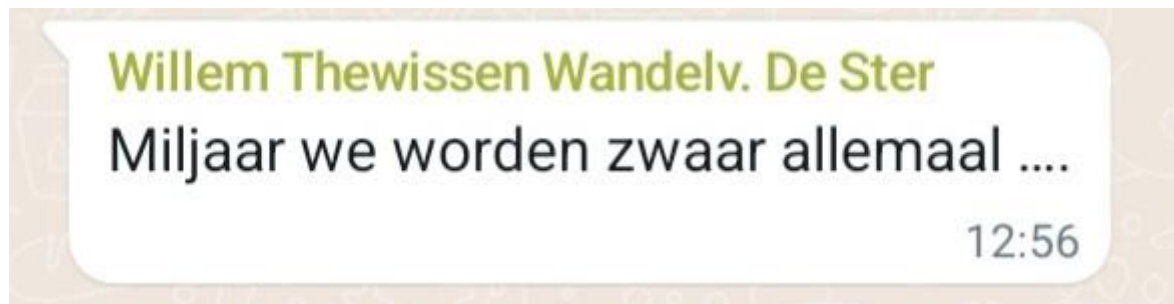 Willem Thewissen Wandelv. De Ster
Miljaar we worden zwaar allemaal ....
12:56